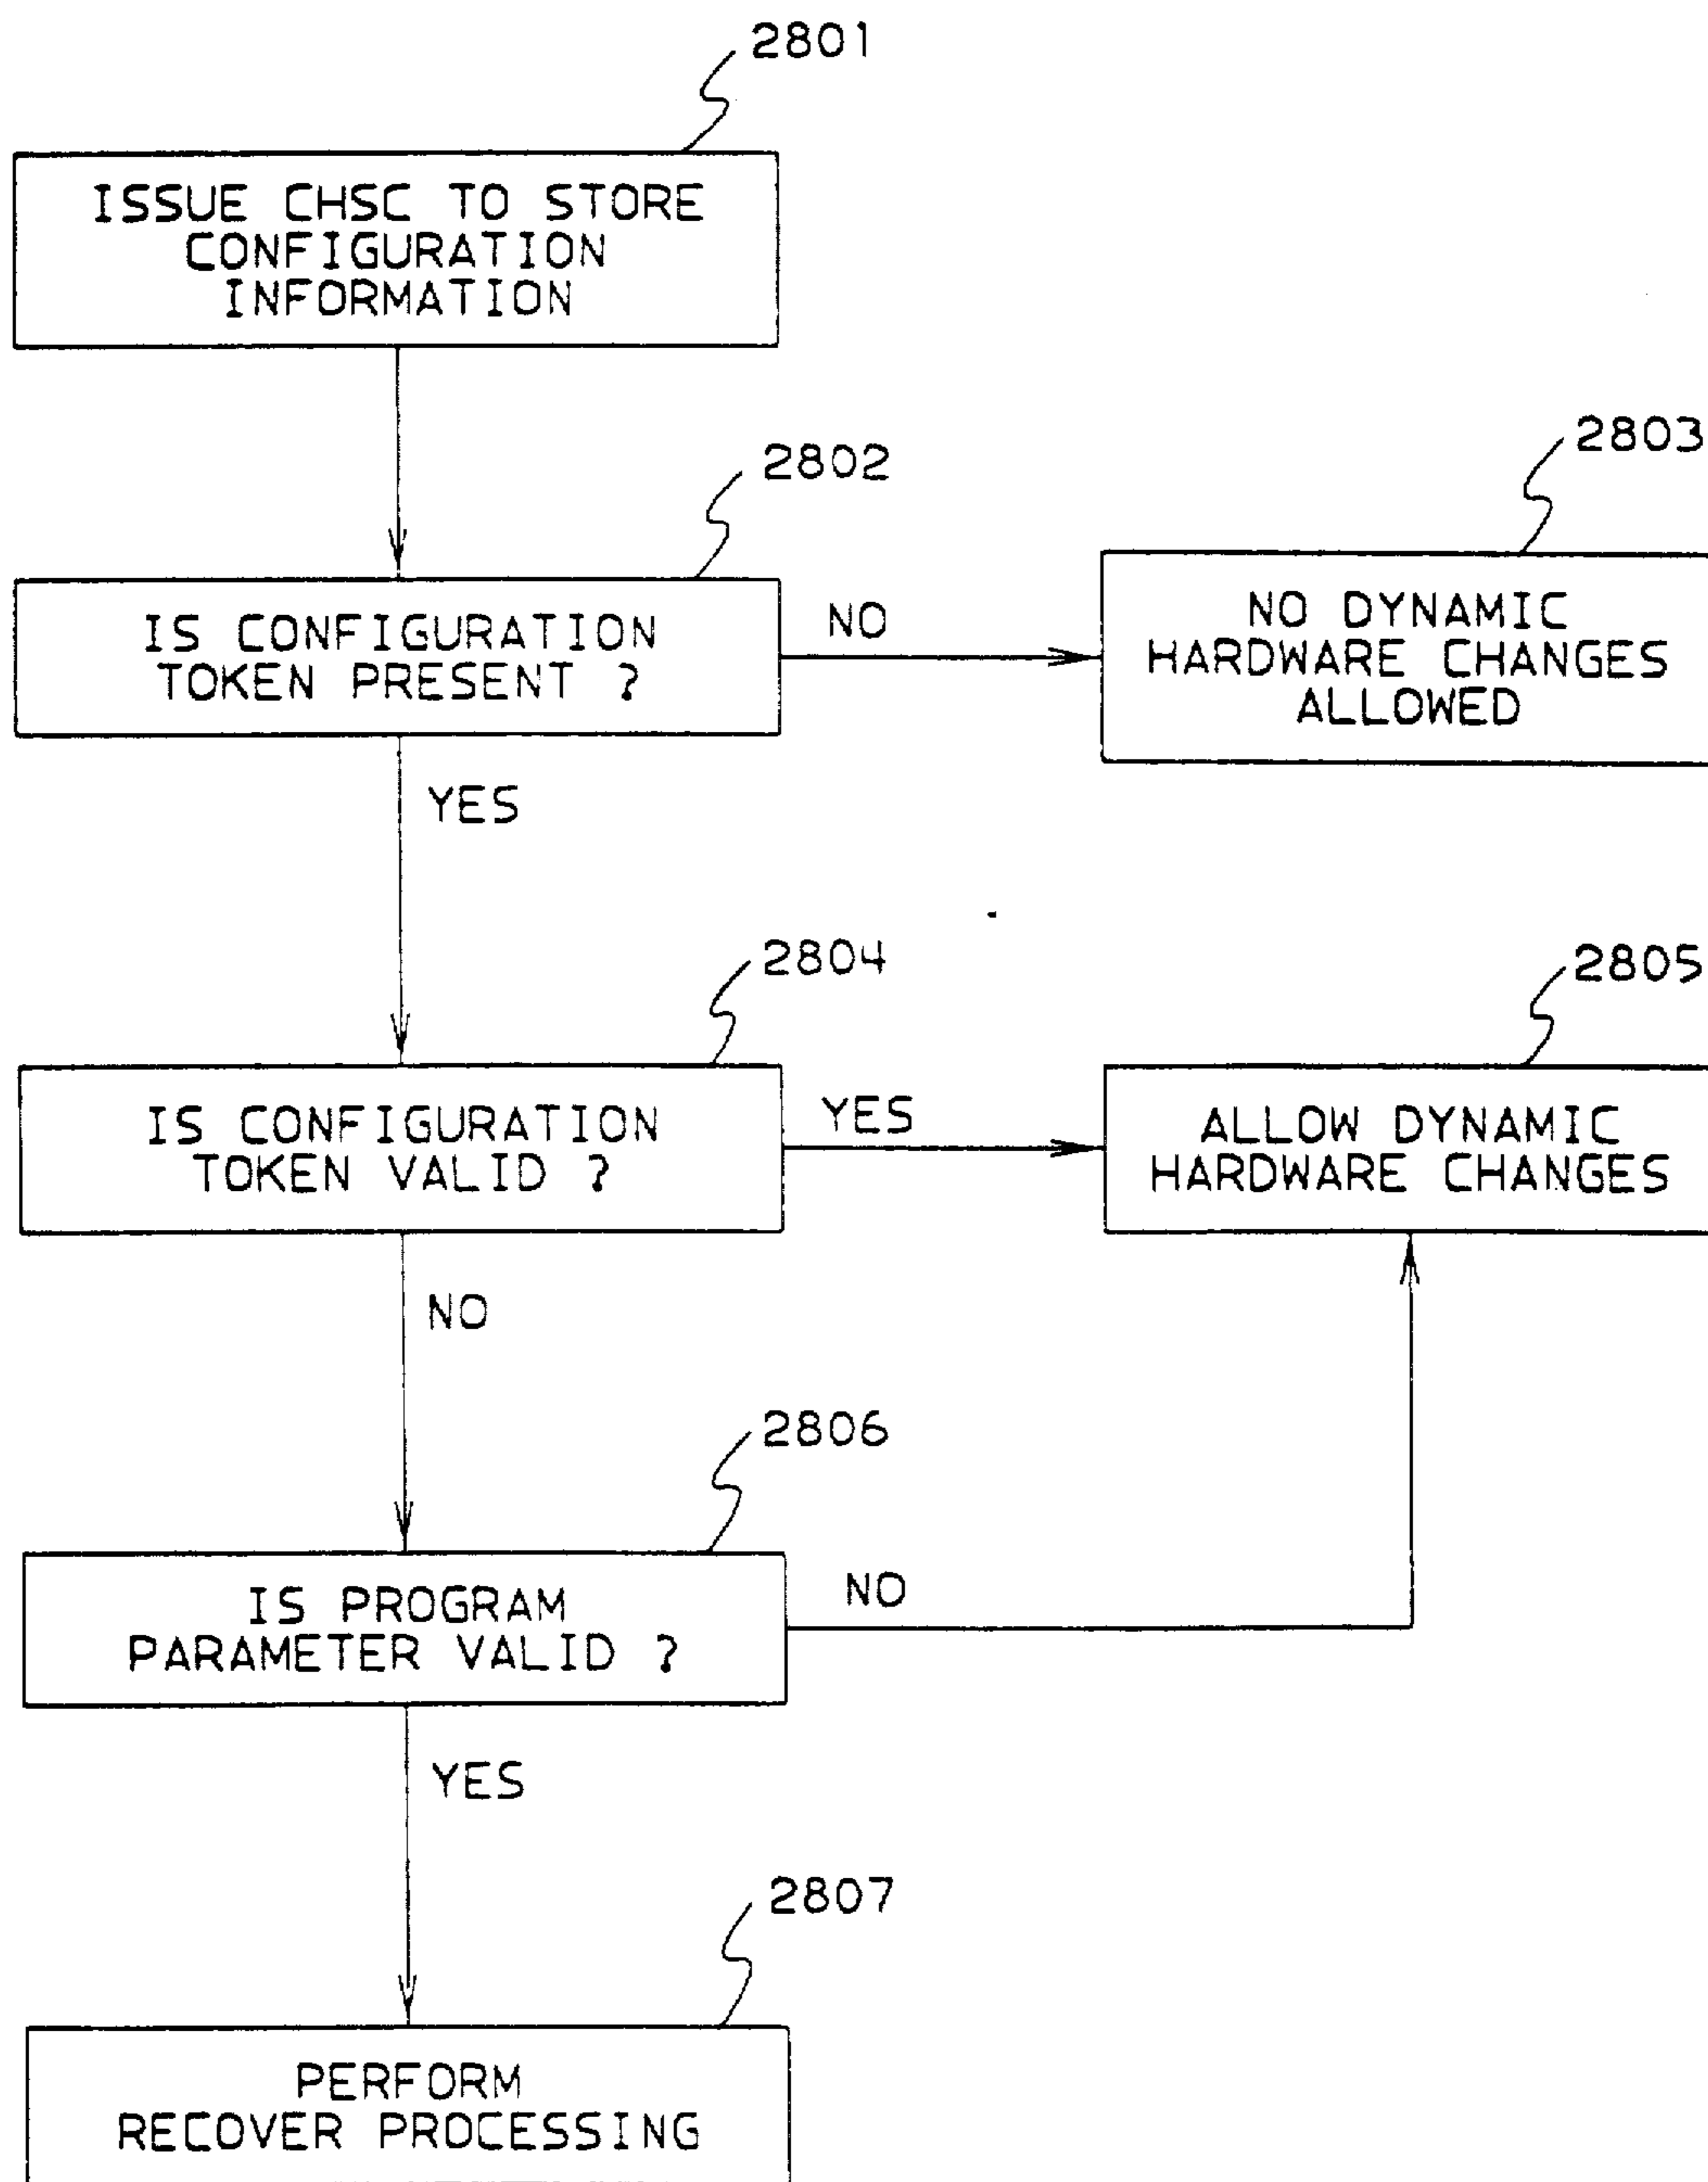 2801
ISSUE CHSC TO STORE
CONFIGURATION
INFORMATION
2802
IS CONFIGURATION
TOKEN PRESENT ?
NO
2803
NO DYNAMIC
HARDWARE CHANGES
ALLOWED
YES
2804
IS CONFIGURATION
TOKEN VALID ?
YES
2805
ALLOW DYNAMIC
HARDWARE CHANGES
NO
2806
IS PROGRAM
PARAMETER VALID ?
NO
YES
2807
PERFORM
RECOVER PROCESSING